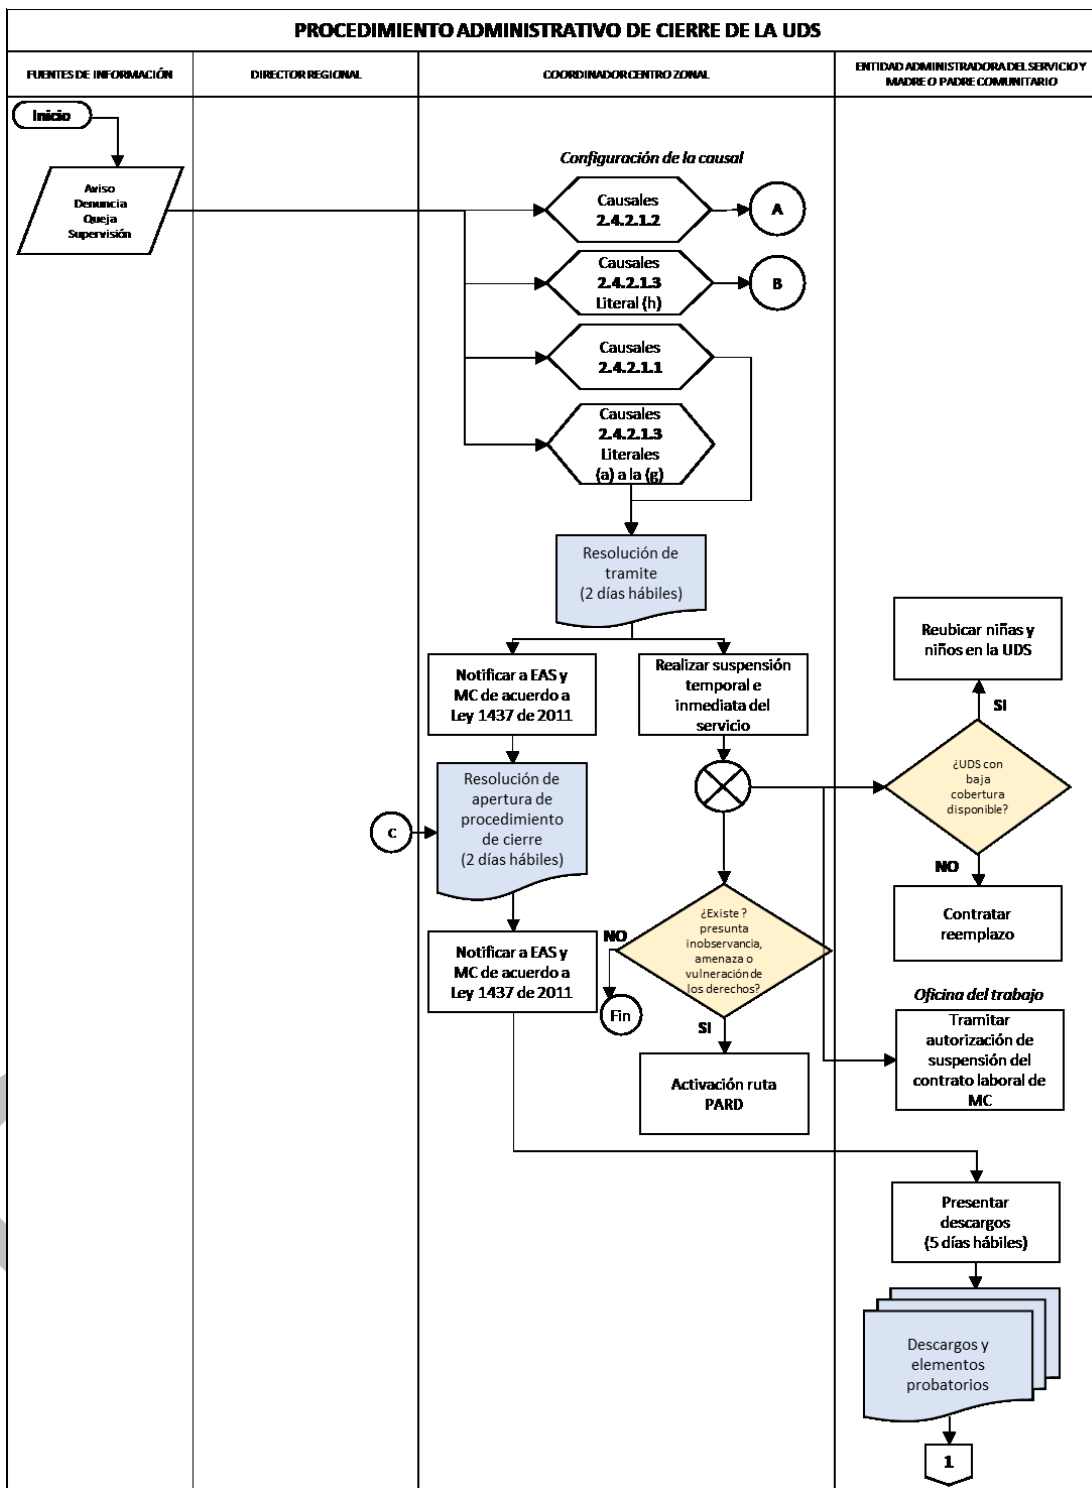 PROCEDIMIENTO ADMINISTRATIVO DE CIERRE DE LA UDS
FUENTES DE INFORMACIÓN
DIRECTOR REGIONAL
COORDINADOR CENTRO ZONAL
ENTIDAD ADMINISTRADORA DEL SERVICIO Y
MADRE O PADRE COMUNITARIO
Inicio
Aviso
Denuncia
Queja
Supervisión
Configuración de la causal
Causales
2.4.2.1.2
A
Causales
2.4.2.1.3
Literal (h)
B
Causales
2.4.2.1.1
Causales
2.4.2.1.3
Literales
(a) a la (g)
Resolución de
tramite
(2 días hábiles)
Notificar a EAS y
MC de acuerdo a
Ley 1437 de 2011
Realizar suspensión
temporal e
inmediata del
servicio
Reubicar niñas y
niños en la UDS
SI
¿UDS con
baja
cobertura
disponible?
NO
Contratar
reemplazo
C
Resolución de
apertura de
procedimiento
de cierre
(2 días hábiles)
Notificar a EAS y
MC de acuerdo a
Ley 1437 de 2011
¿Existe ?
presunta
inobservancia,
amenaza o
vulneración de
los derechos?
NO
Fin
SI
Activación ruta
PARD
Oficina del trabajo
Tramitar
autorización de
suspensión del
contrato laboral de
MC
Presentar
descargos
(5 días hábiles)
Descargos y
elementos
probatorios
1